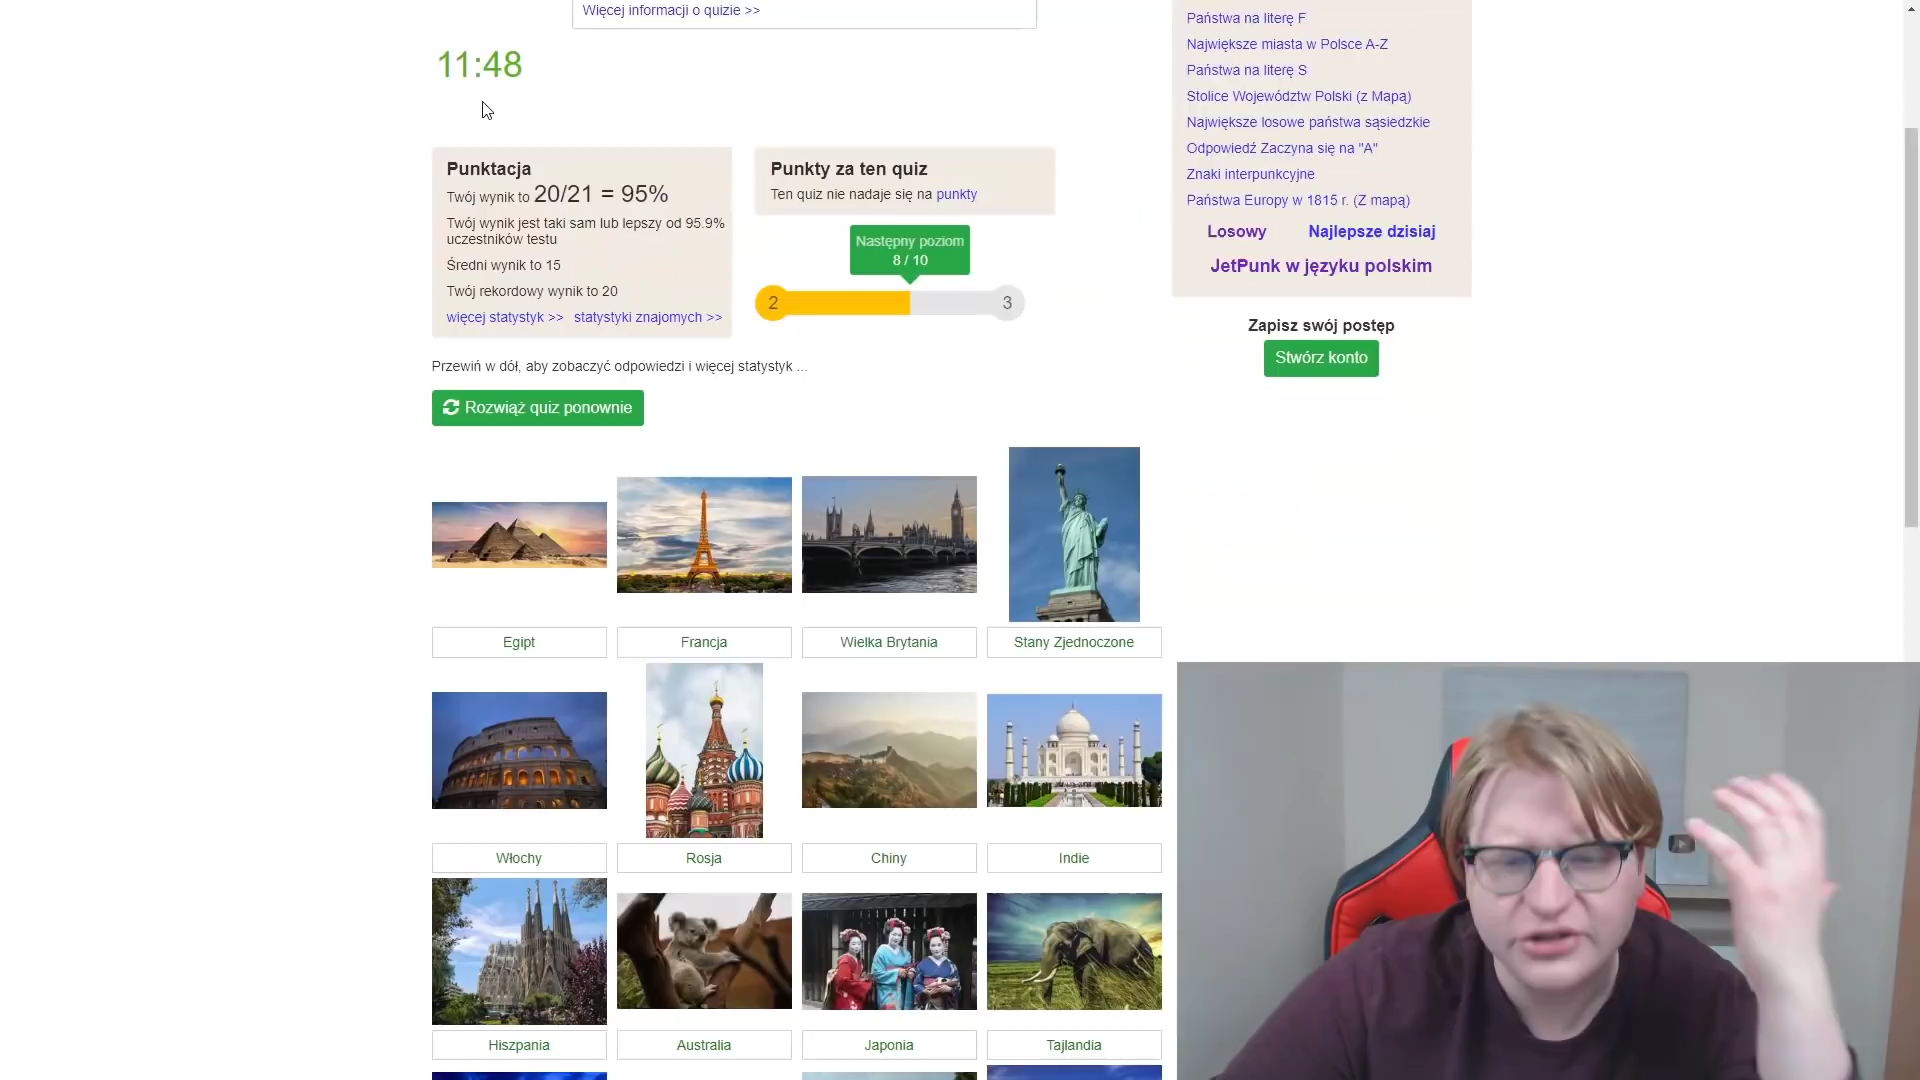 Więcej informacji o quizie >>
11:48
Punktacja
Twój wynik to 20/21 = 95%
Twój wynik jest taki sam lub lepszy od 95.9%
uczestników testu
Średni wynik to 15
Twój rekordowy wynik to 20
więcej statystyk >> statystyki znajomych >>
Punkty za ten quiz
Ten quiz nie nadaje się na punkty
Następny poziom
8 / 10
2
3
Przewiń w dół, aby zobaczyć odpowiedzi i więcej statystyk ...
Rozwiąż quiz ponownie
Egipt
Francja
Wielka Brytania
Stany Zjednoczone
Włochy
Rosja
Chiny
Indie
Hiszpania
Australia
Japonia
Tajlandia
Państwa na literę F
Największe miasta w Polsce A-Z
Państwa na literę S
Stolice Województw Polski (z Mapą)
Największe losowe państwa sąsiedzkie
Odpowiedź Zaczyna się na "A"
Znaki interpunkcyjne
Państwa Europy w 1815 r. (Z mapą)
Losowy Najlepsze dzisiaj
JetPunk w języku polskim
Zapisz swój postęp
Stwórz konto